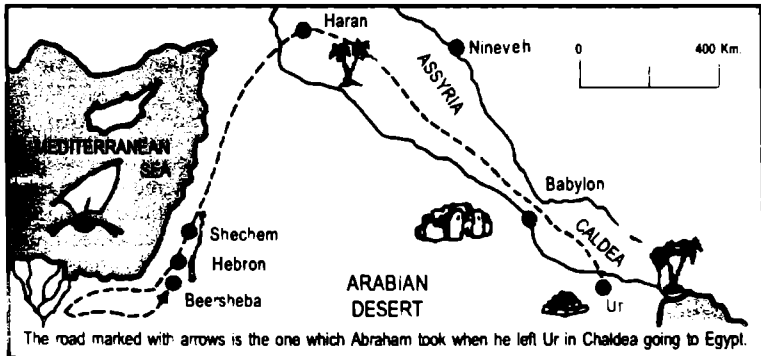 Haran
Nineveh
0 400 Km.
ASSYRIA
MEDITERRANEAN
SEA
Babylon
Shechem
CALDEA
Hebron
ARABIAN
DESERT
Beersheba
Ur
The road marked with arrows is the one which Abraham took when he left Ur in Chaldea going to Egypt.